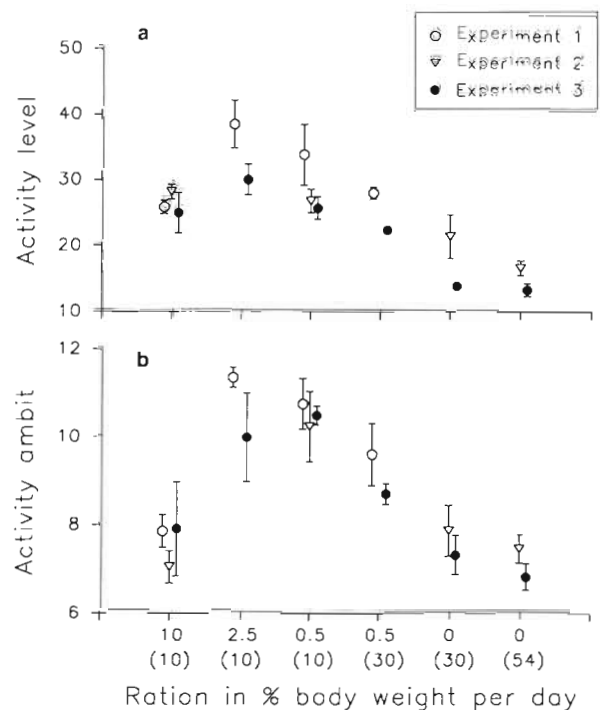 a
Experiment 1
Experiment 2
Experiment 3
50
40
30
20
10
Activity level
b
12
10
8
6
Activity ambit
10 2.5 0.5 0.5 0 0
(10) (10) (10) (30) (30) (54)
Ration in % body weight per day